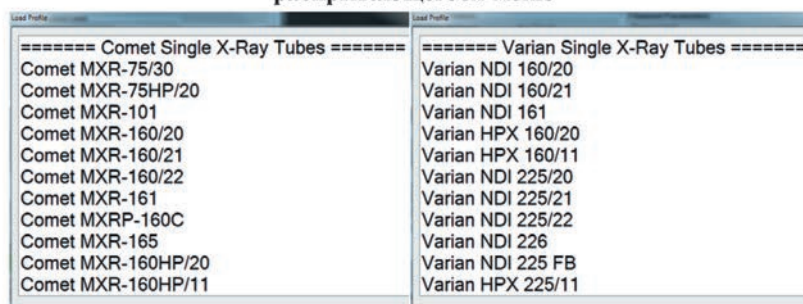 Load Profile
======= Comet Single X-Ray Tubes =======
Comet MXR-75/30
Comet MXR-75HP/20
Comet MXR-101
Comet MXR-160/20
Comet MXR-160/21
Comet MXR-160/22
Comet MXR-161
Comet MXRP-160C
Comet MXR-165
Comet MXR-160HP/20
Comet MXR-160HP/11
Load Profile
======= Varian Single X-Ray Tubes =======
Varian NDI 160/20
Varian NDI 160/21
Varian NDI 161
Varian HPX 160/20
Varian HPX 160/11
Varian NDI 225/20
Varian NDI 225/21
Varian NDI 225/22
Varian NDI 226
Varian NDI 225 FB
Varian HPX 225/11